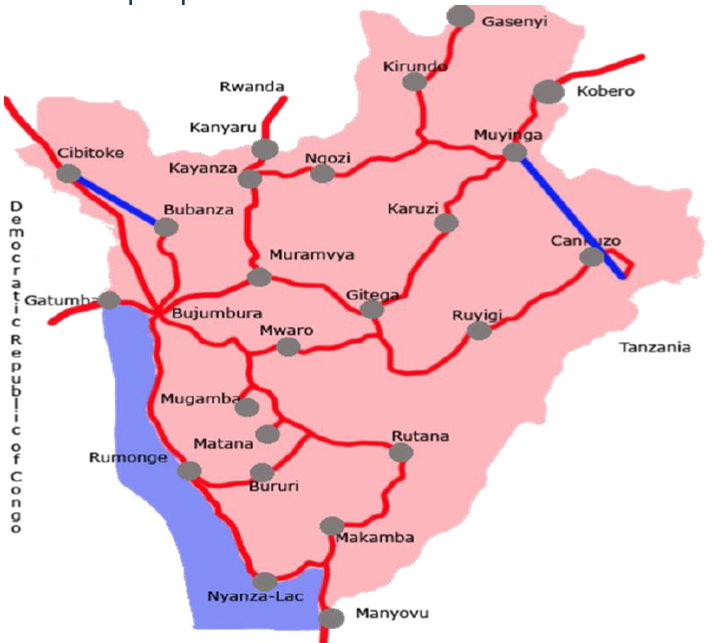 Gasenyi
Kirundo
Rwanda
Kobero
Kanyaru
Muyinga
Cibitoke
Ngozi
Kayanza
Democratic Republic of Congo
Bubanza
Karuzi
Cankuzo
Muramvya
Gatumba
Gitega
Bujumbura
Ruyigi
Mwaro
Tanzania
Mugamba
Matana
Rutana
Rumonge
Bururi
Makamba
Nyanza-Lac
Manyovu